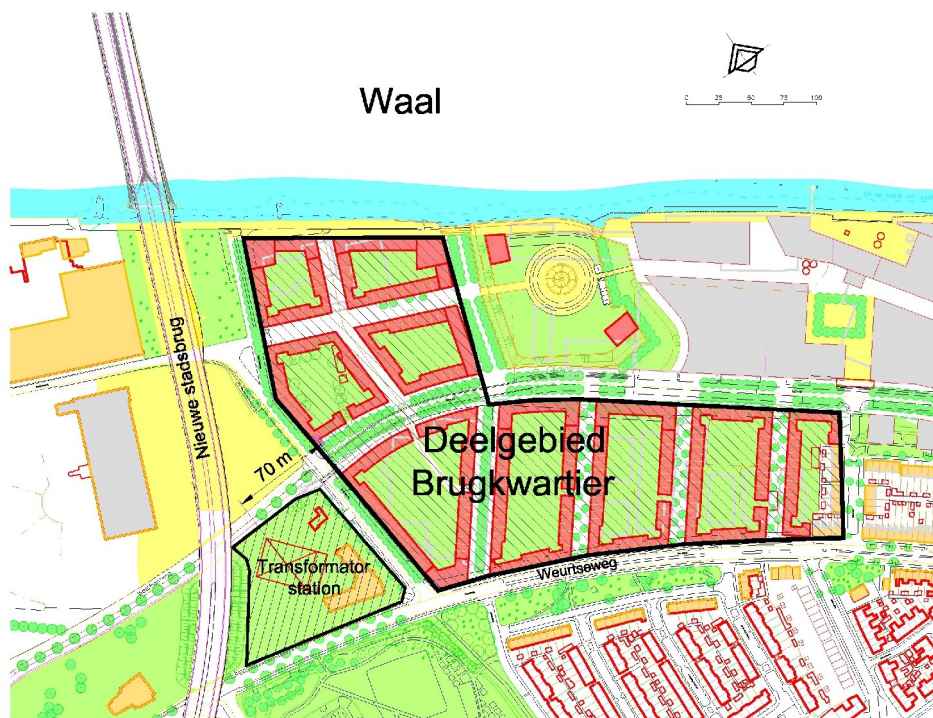 Waal
0 25 50 75 100
Nieuwe stadsbrug
70 m
Deelgebied
Brugkwartier
Transformator
station
Weurtseweg